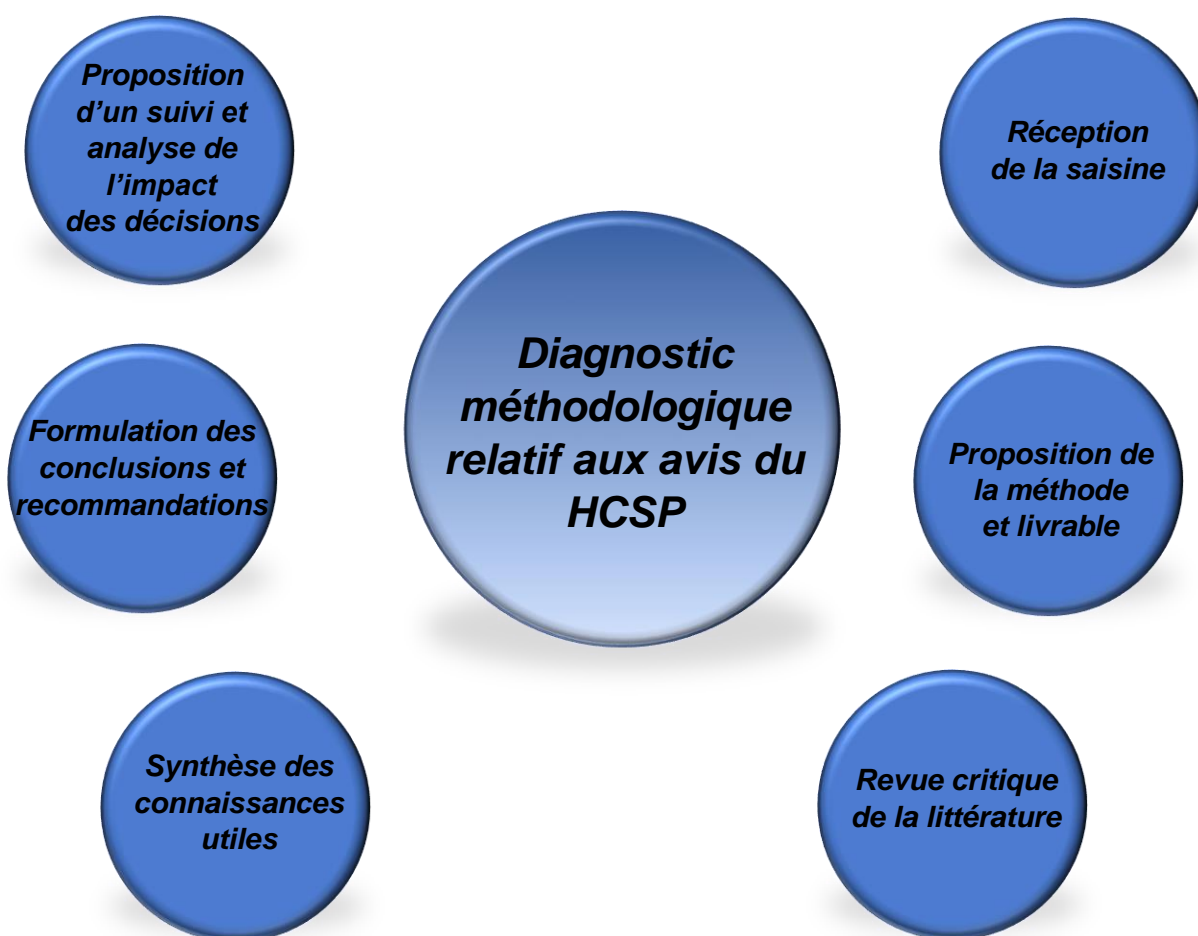 Proposition
d’un suivi et
analyse de
l’impact
des décisions
Réception
de la saisine
Diagnostic
méthodologique
relatif aux avis du
HCSP
Formulation des
conclusions et
recommandations
Proposition de
la méthode
et livrable
Synthèse des
connaissances
utiles
Revue critique
de la littérature